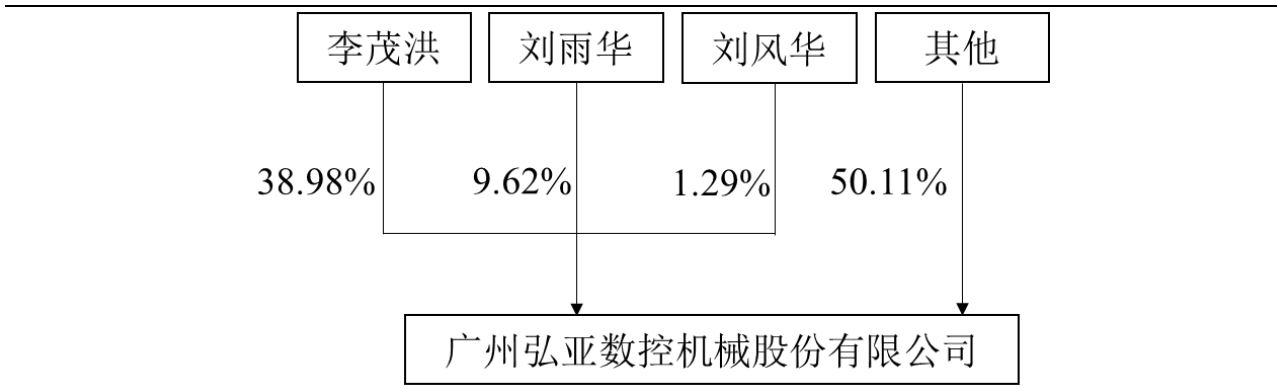 李茂洪 刘雨华 刘风华 其他
38.98% 9.62% 1.29% 50.11%
广州弘亚数控机械股份有限公司